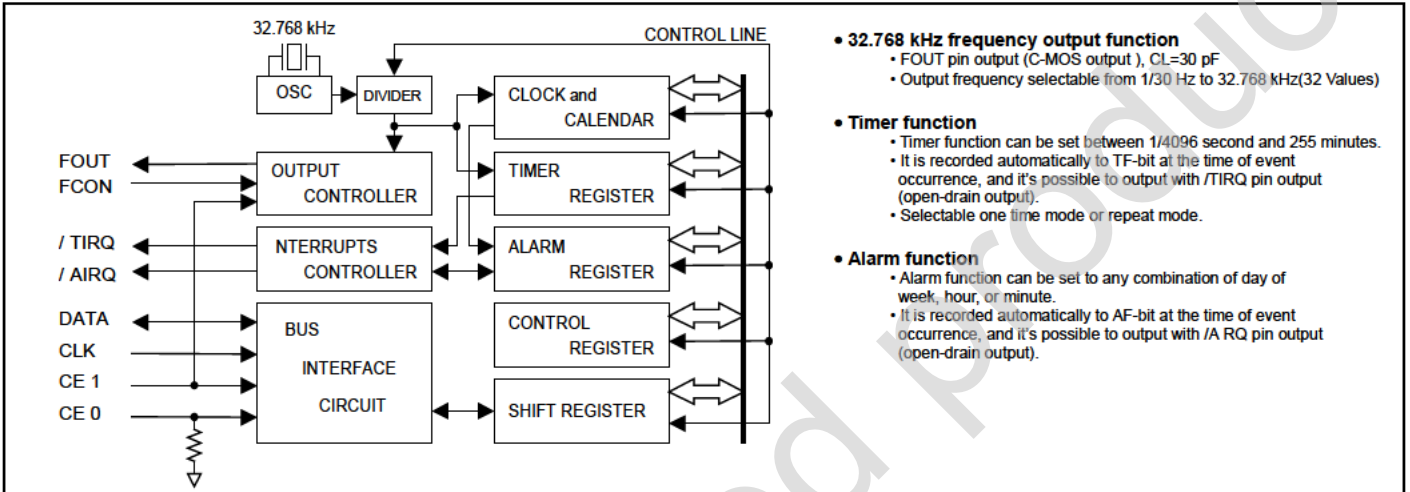 32.768 kHz
CONTROL LINE
OSC
DIVIDER
CLOCK and
CALENDAR
FOUT
FCON
OUTPUT
CONTROLLER
TIMER
REGISTER
/ TIRQ
/ AIRQ
NTERRUPTS
CONTROLLER
ALARM
REGISTER
DATA
CLK
CE 1
CE 0
BUS
INTERFACE
CIRCUIT
CONTROL
REGISTER
SHIFT REGISTER
• 32.768 kHz frequency output function
• FOUT pin output (C-MOS output ), CL=30 pF
• Output frequency selectable from 1/30 Hz to 32.768 kHz(32 Values)
• Timer function
• Timer function can be set between 1/4096 second and 255 minutes.
• It is recorded automatically to TF-bit at the time of event
occurrence, and it's possible to output with /TIRQ pin output
(open-drain output).
• Selectable one time mode or repeat mode.
• Alarm function
• Alarm function can be set to any combination of day of
week, hour, or minute.
• It is recorded automatically to AF-bit at the time of event
occurrence, and it's possible to output with /A RQ pin output
(open-drain output).